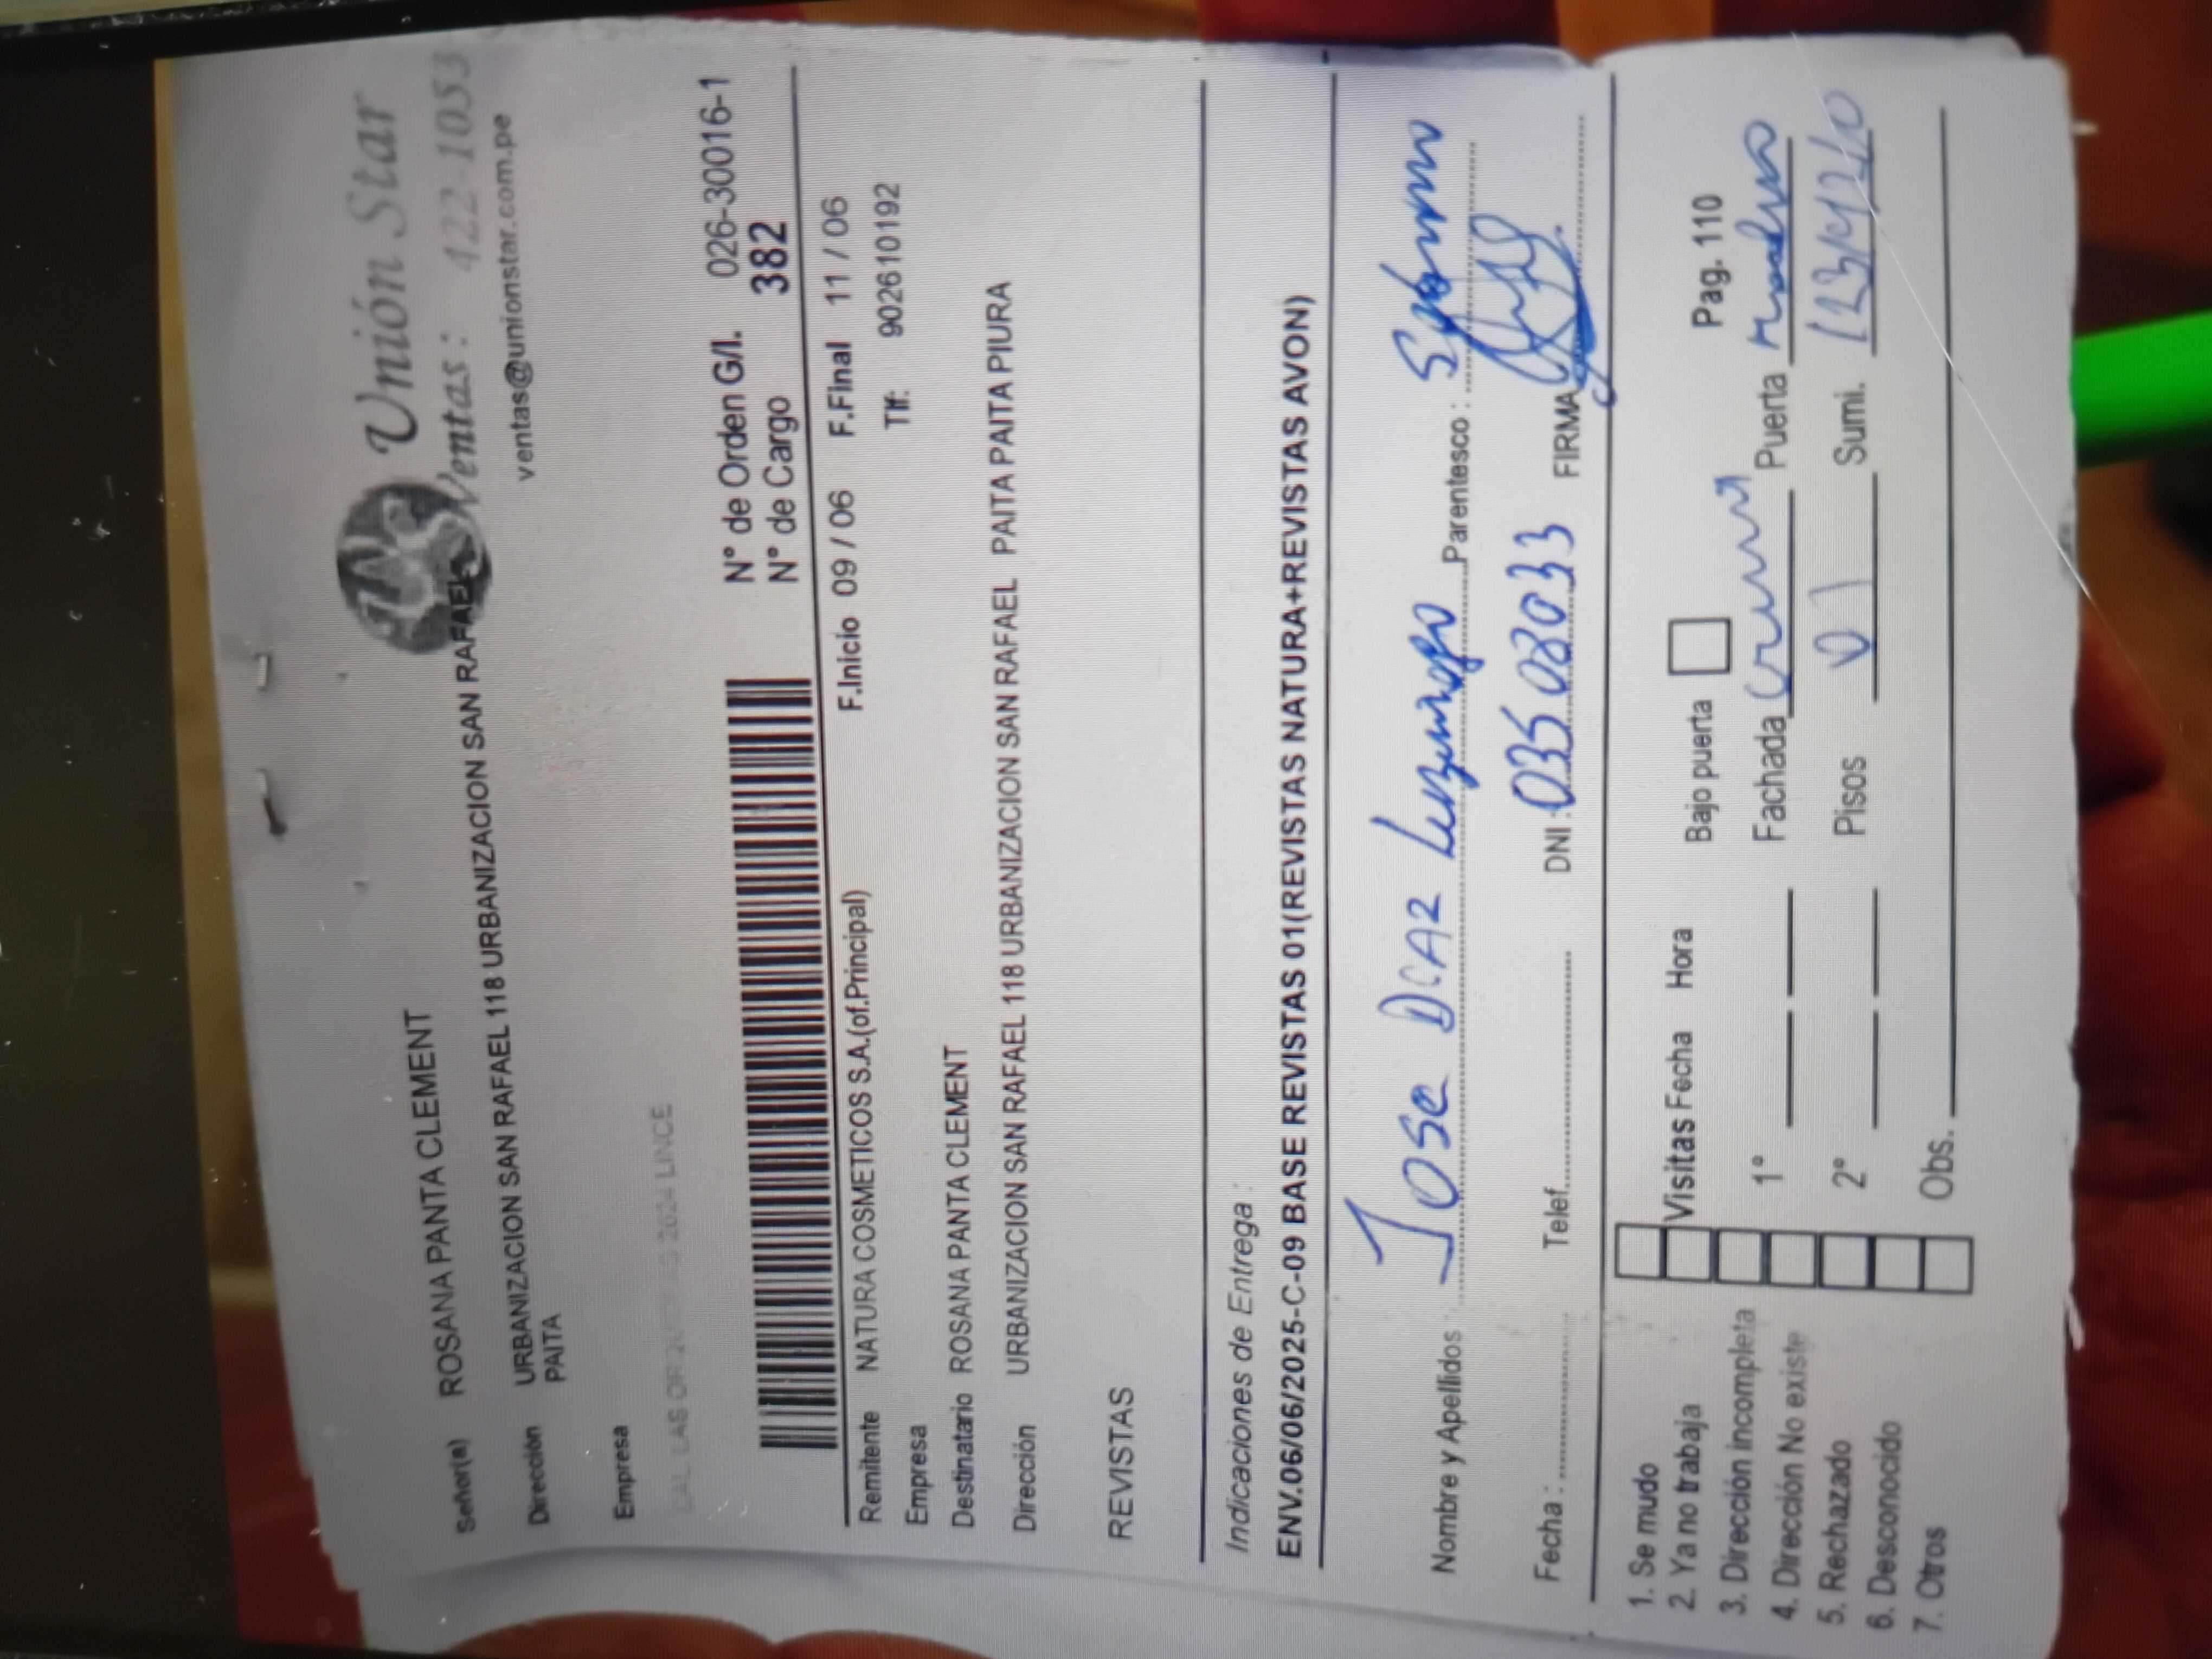 Unión Star
Ventas: 422-1053
ventas@unionstar.com.pe
Señor(a) ROSANA PANTA CLEMENT
Dirección URBANIZACION SAN RAFAEL 118 URBANIZACION SAN RAFAEL
PAITA
Empresa
2024 LINCE
N° de Orden G/I. 026-30016-1
N° de Cargo 382
F.Inicio 09 / 06 F.Final 11 / 06
Remitente NATURA COSMETICOS S.A.(of.Principal)
Tlf: 902610192
Empresa
Destinatario ROSANA PANTA CLEMENT
Dirección URBANIZACION SAN RAFAEL 118 URBANIZACION SAN RAFAEL PAITA PAITA PIURA
REVISTAS
Indicaciones de Entrega :
ENV.06/06/2025-C-09 BASE REVISTAS 01(REVISTAS NATURA+REVISTAS AVON)
Nombre y Apellidos Jose Diaz Parentesco :
Fecha : Telef. DNI : 03508033 FIRMA
1. Se mudo
2. Ya no trabaja
3. Dirección incompleta
4. Dirección No existe
5. Rechazado
6. Desconocido
7. Otros
Visitas Fecha Hora Bajo puerta Pag. 110
1° Fachada Puerta
2° Pisos 01 Sumi.
Obs.